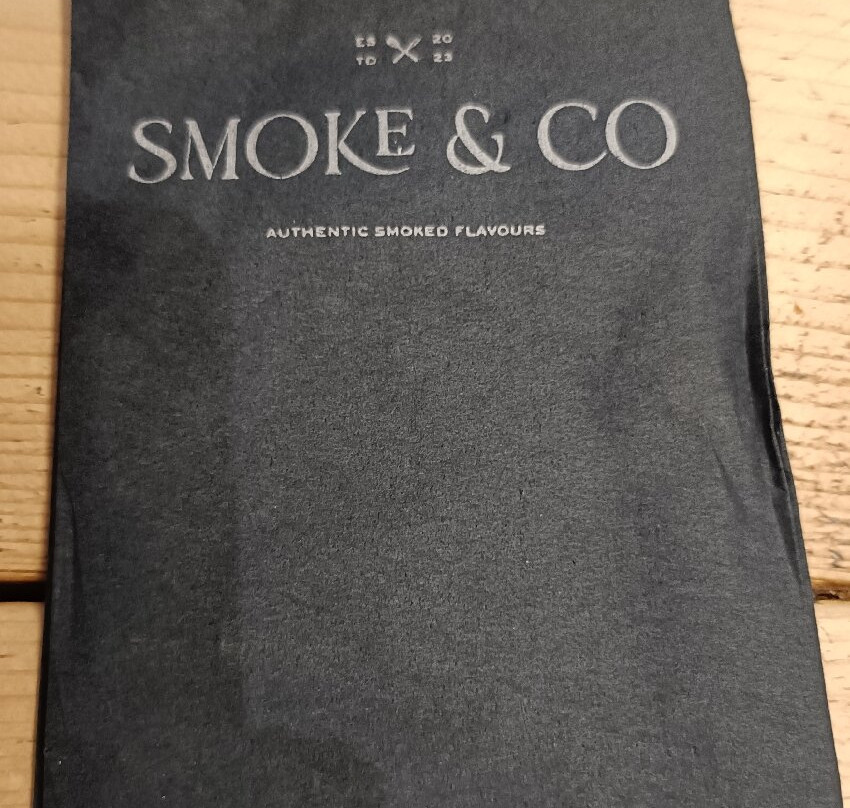 ES 20
TD 23
SMOKE & CO
AUTHENTIC SMOKED FLAVOURS